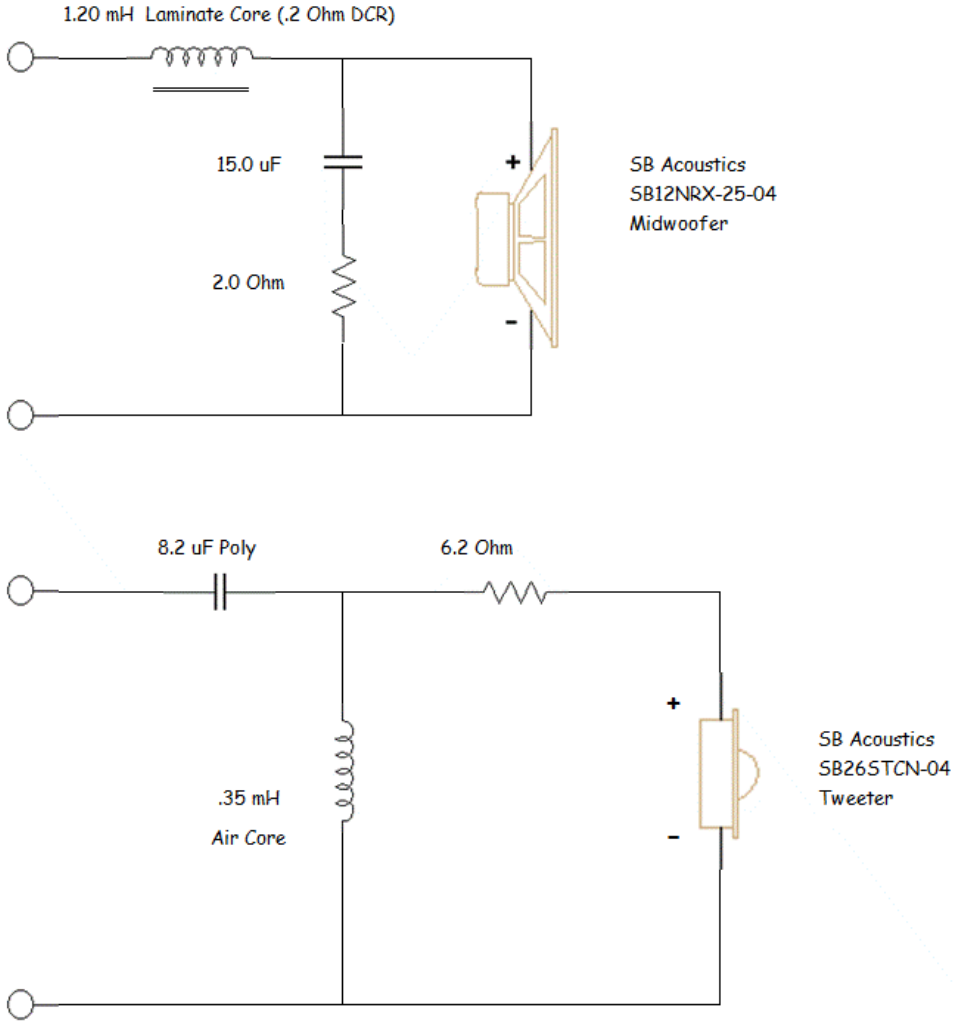 1.20 mH Laminate Core (.2 Ohm DCR)
15.0 uF
2.0 Ohm
+
-
SB Acoustics
SB12NRX-25-04
Midwoofer
8.2 uF Poly
6.2 Ohm
.35 mH
Air Core
+
-
SB Acoustics
SB26STCN-04
Tweeter